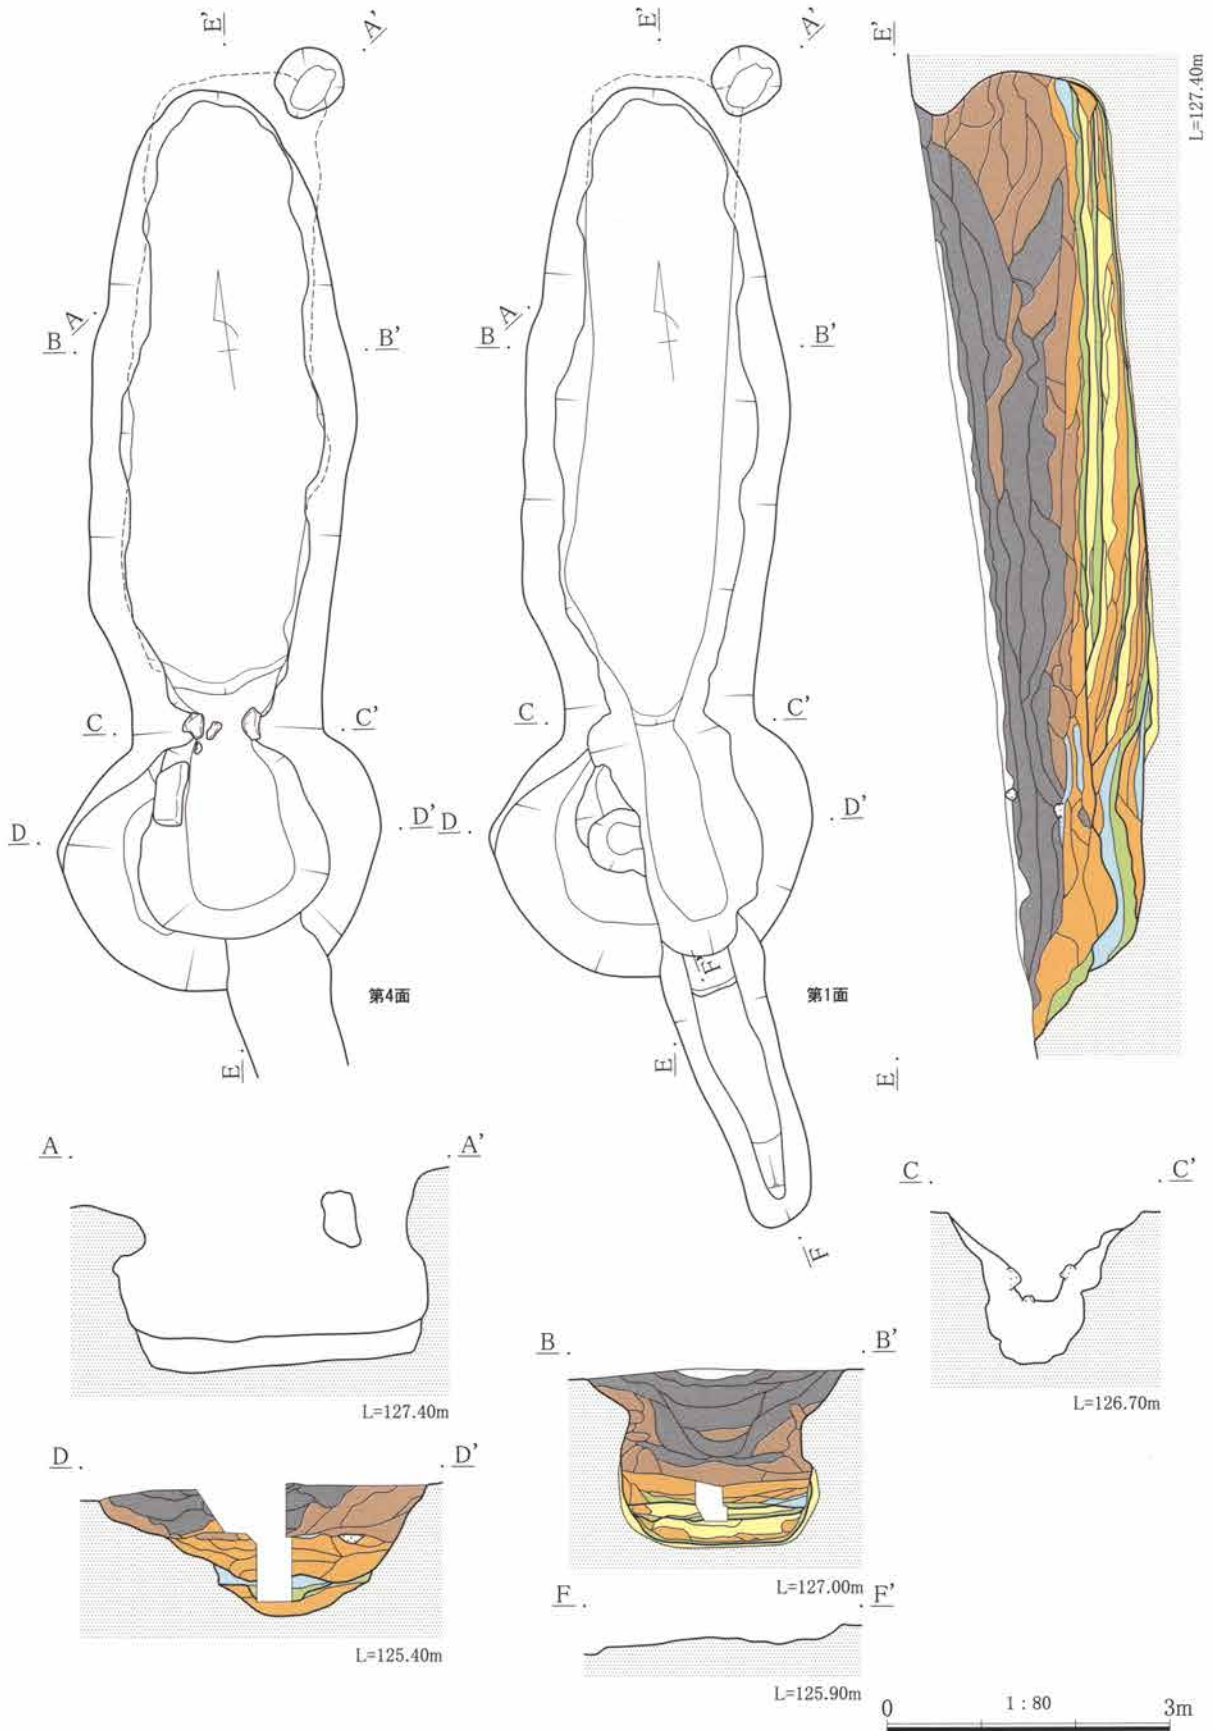 E'
A'
E'
A'
E'
L=127.40m
A
B
B'
A
B
B'
C
C'
C
C'
D
D'
D
D'
第4面
第1面
F'
E
E
E
F
A
A'
L=127.40m
C
C'
L=126.70m
B
B'
L=127.00m
D
D'
L=125.40m
F
F'
L=125.90m
0
1：80
3m